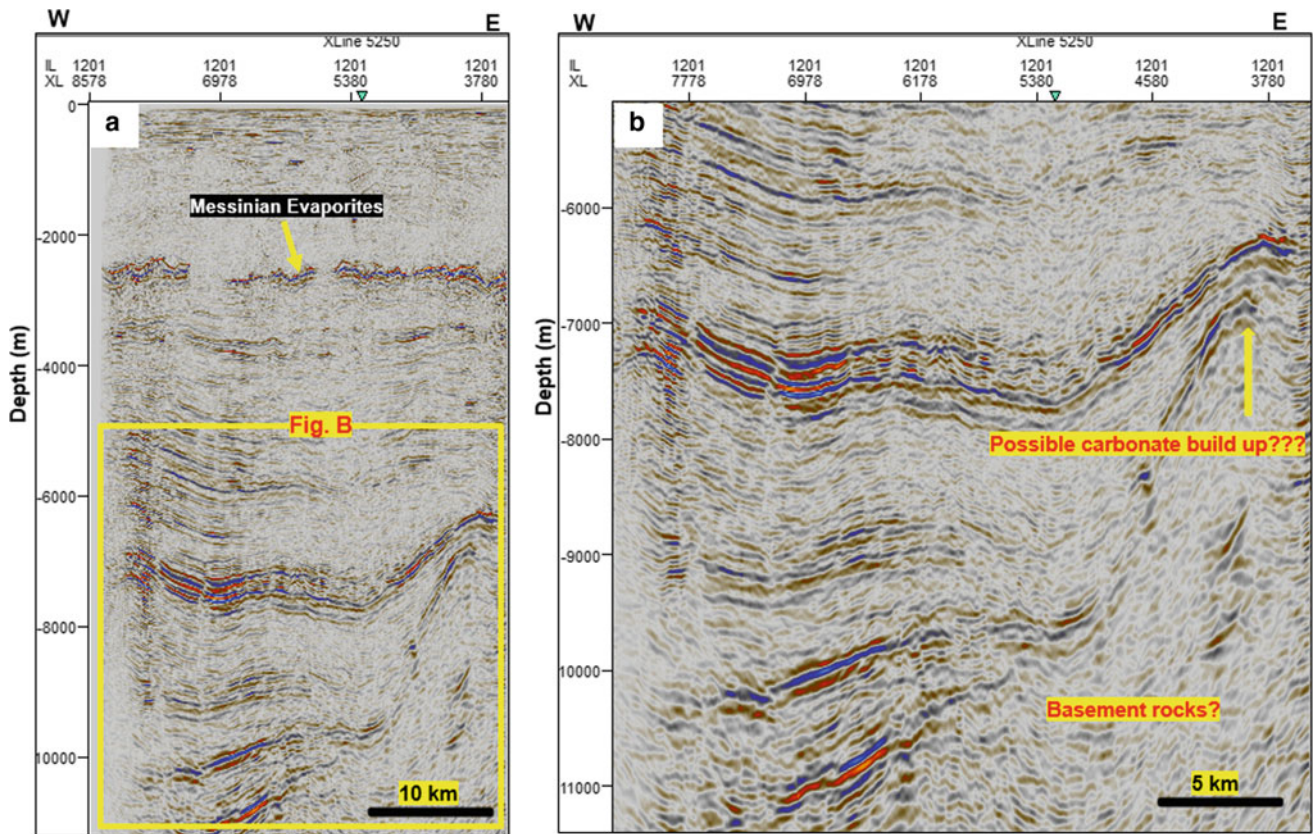 W E
XLine 5250
IL 1201 1201 1201 1201
XL 8578 6978 5380 3780
a
0
Messinian Evaporites
-2000
-4000
Depth (m)
Fig. B
-6000
-8000
10000
10 km
W E
XLine 5250
IL 1201 1201 1201 1201 1201 1201
XL 7778 6978 6178 5380 4580 3780
b
-6000
-7000
Depth (m)
Possible carbonate build up???
-8000
-9000
10000
Basement rocks?
11000
5 km